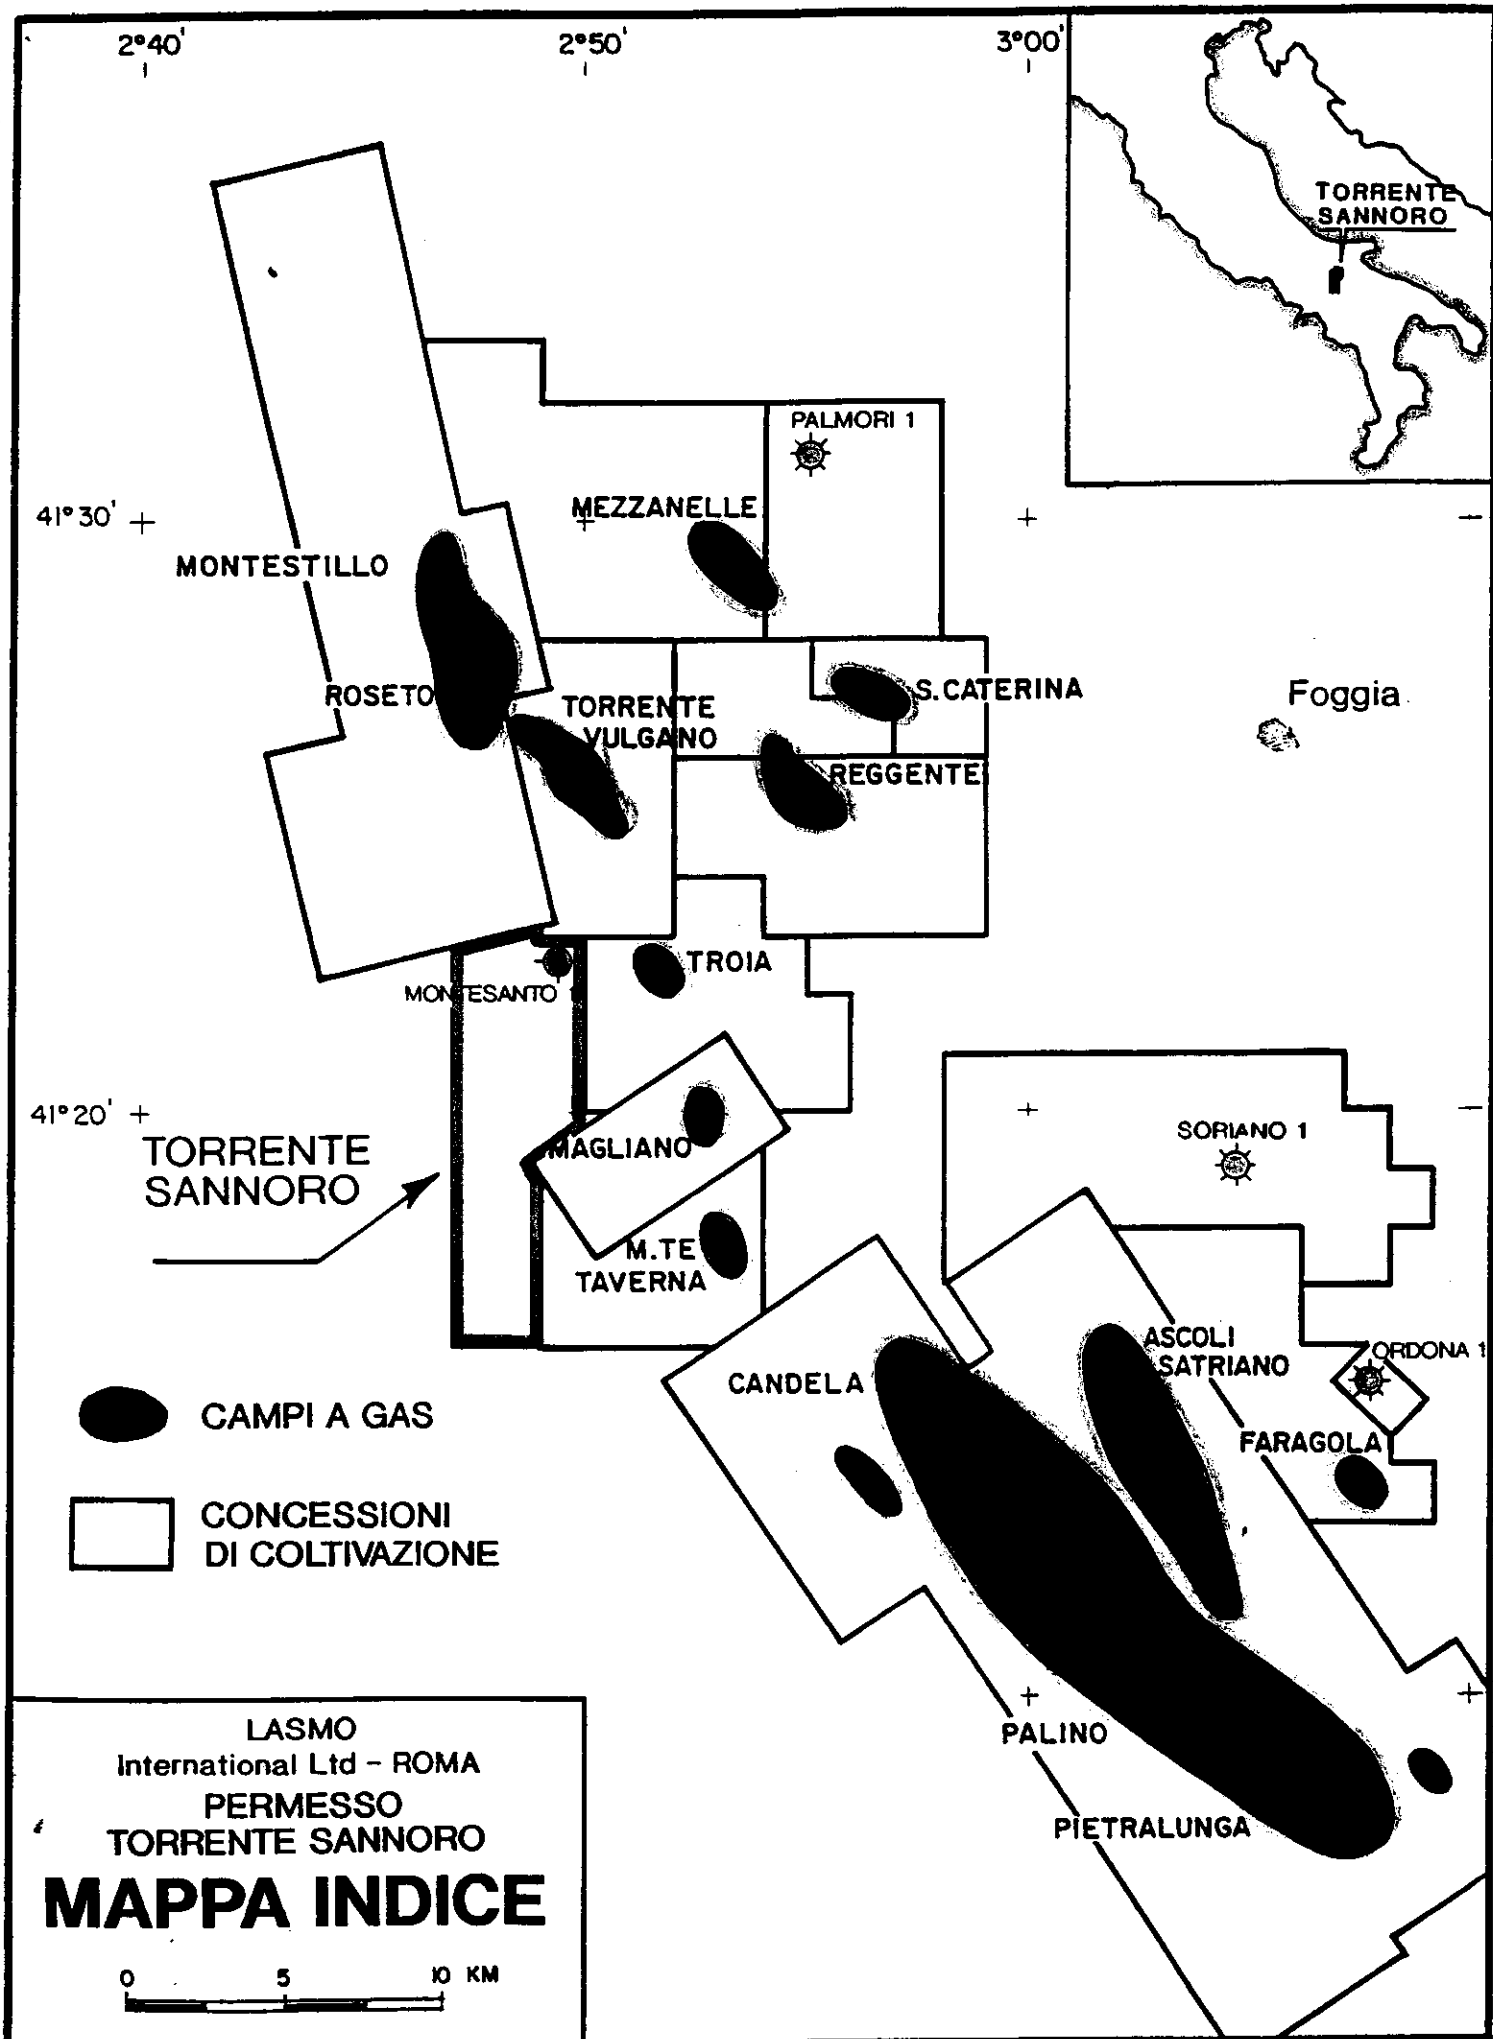 2°40'
2°50'
3°00'
TORRENTE
SANNORO
PALMORI 1
MEZZANELLE
41°30'
MONTESTILLO
ROSETO
S.CATERINA
Foggia
TORRENTE
VULGANO
REGGENTE
TROIA
MONTESANTO 1
41°20'
MAGLIANO
SORIANO 1
TORRENTE
SANNORO
M.TE
TAVERNA
ASCOLI
SATRIANO
ORDONA 1
CANDELA
FARAGOLA
CAMPI A GAS
CONCESSIONI
DI COLTIVAZIONE
PALINO
PIETRALUNGA
LASMO
International Ltd - ROMA
PERMESSO
TORRENTE SANNORO
MAPPA INDICE
0 5 10 KM